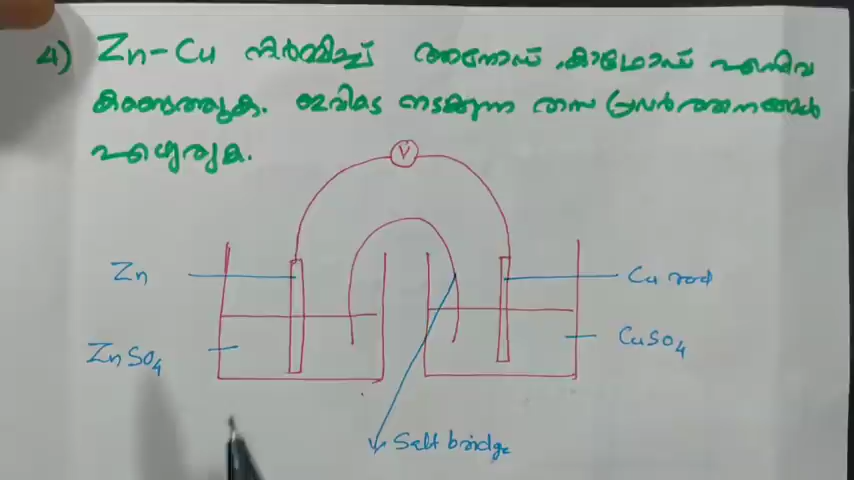 4) Zn-Cu നിർമ്മിച്ച് ആനോഡ്, കാഥോഡ് എന്നിവ
കണ്ടെത്തുക. ഇവിടെ നടക്കുന്ന രാസ പ്രവർത്തനങ്ങൾ
എഴുതുക.
V
Zn
Cu rod
ZnSO4
CuSO4
Salt bridge